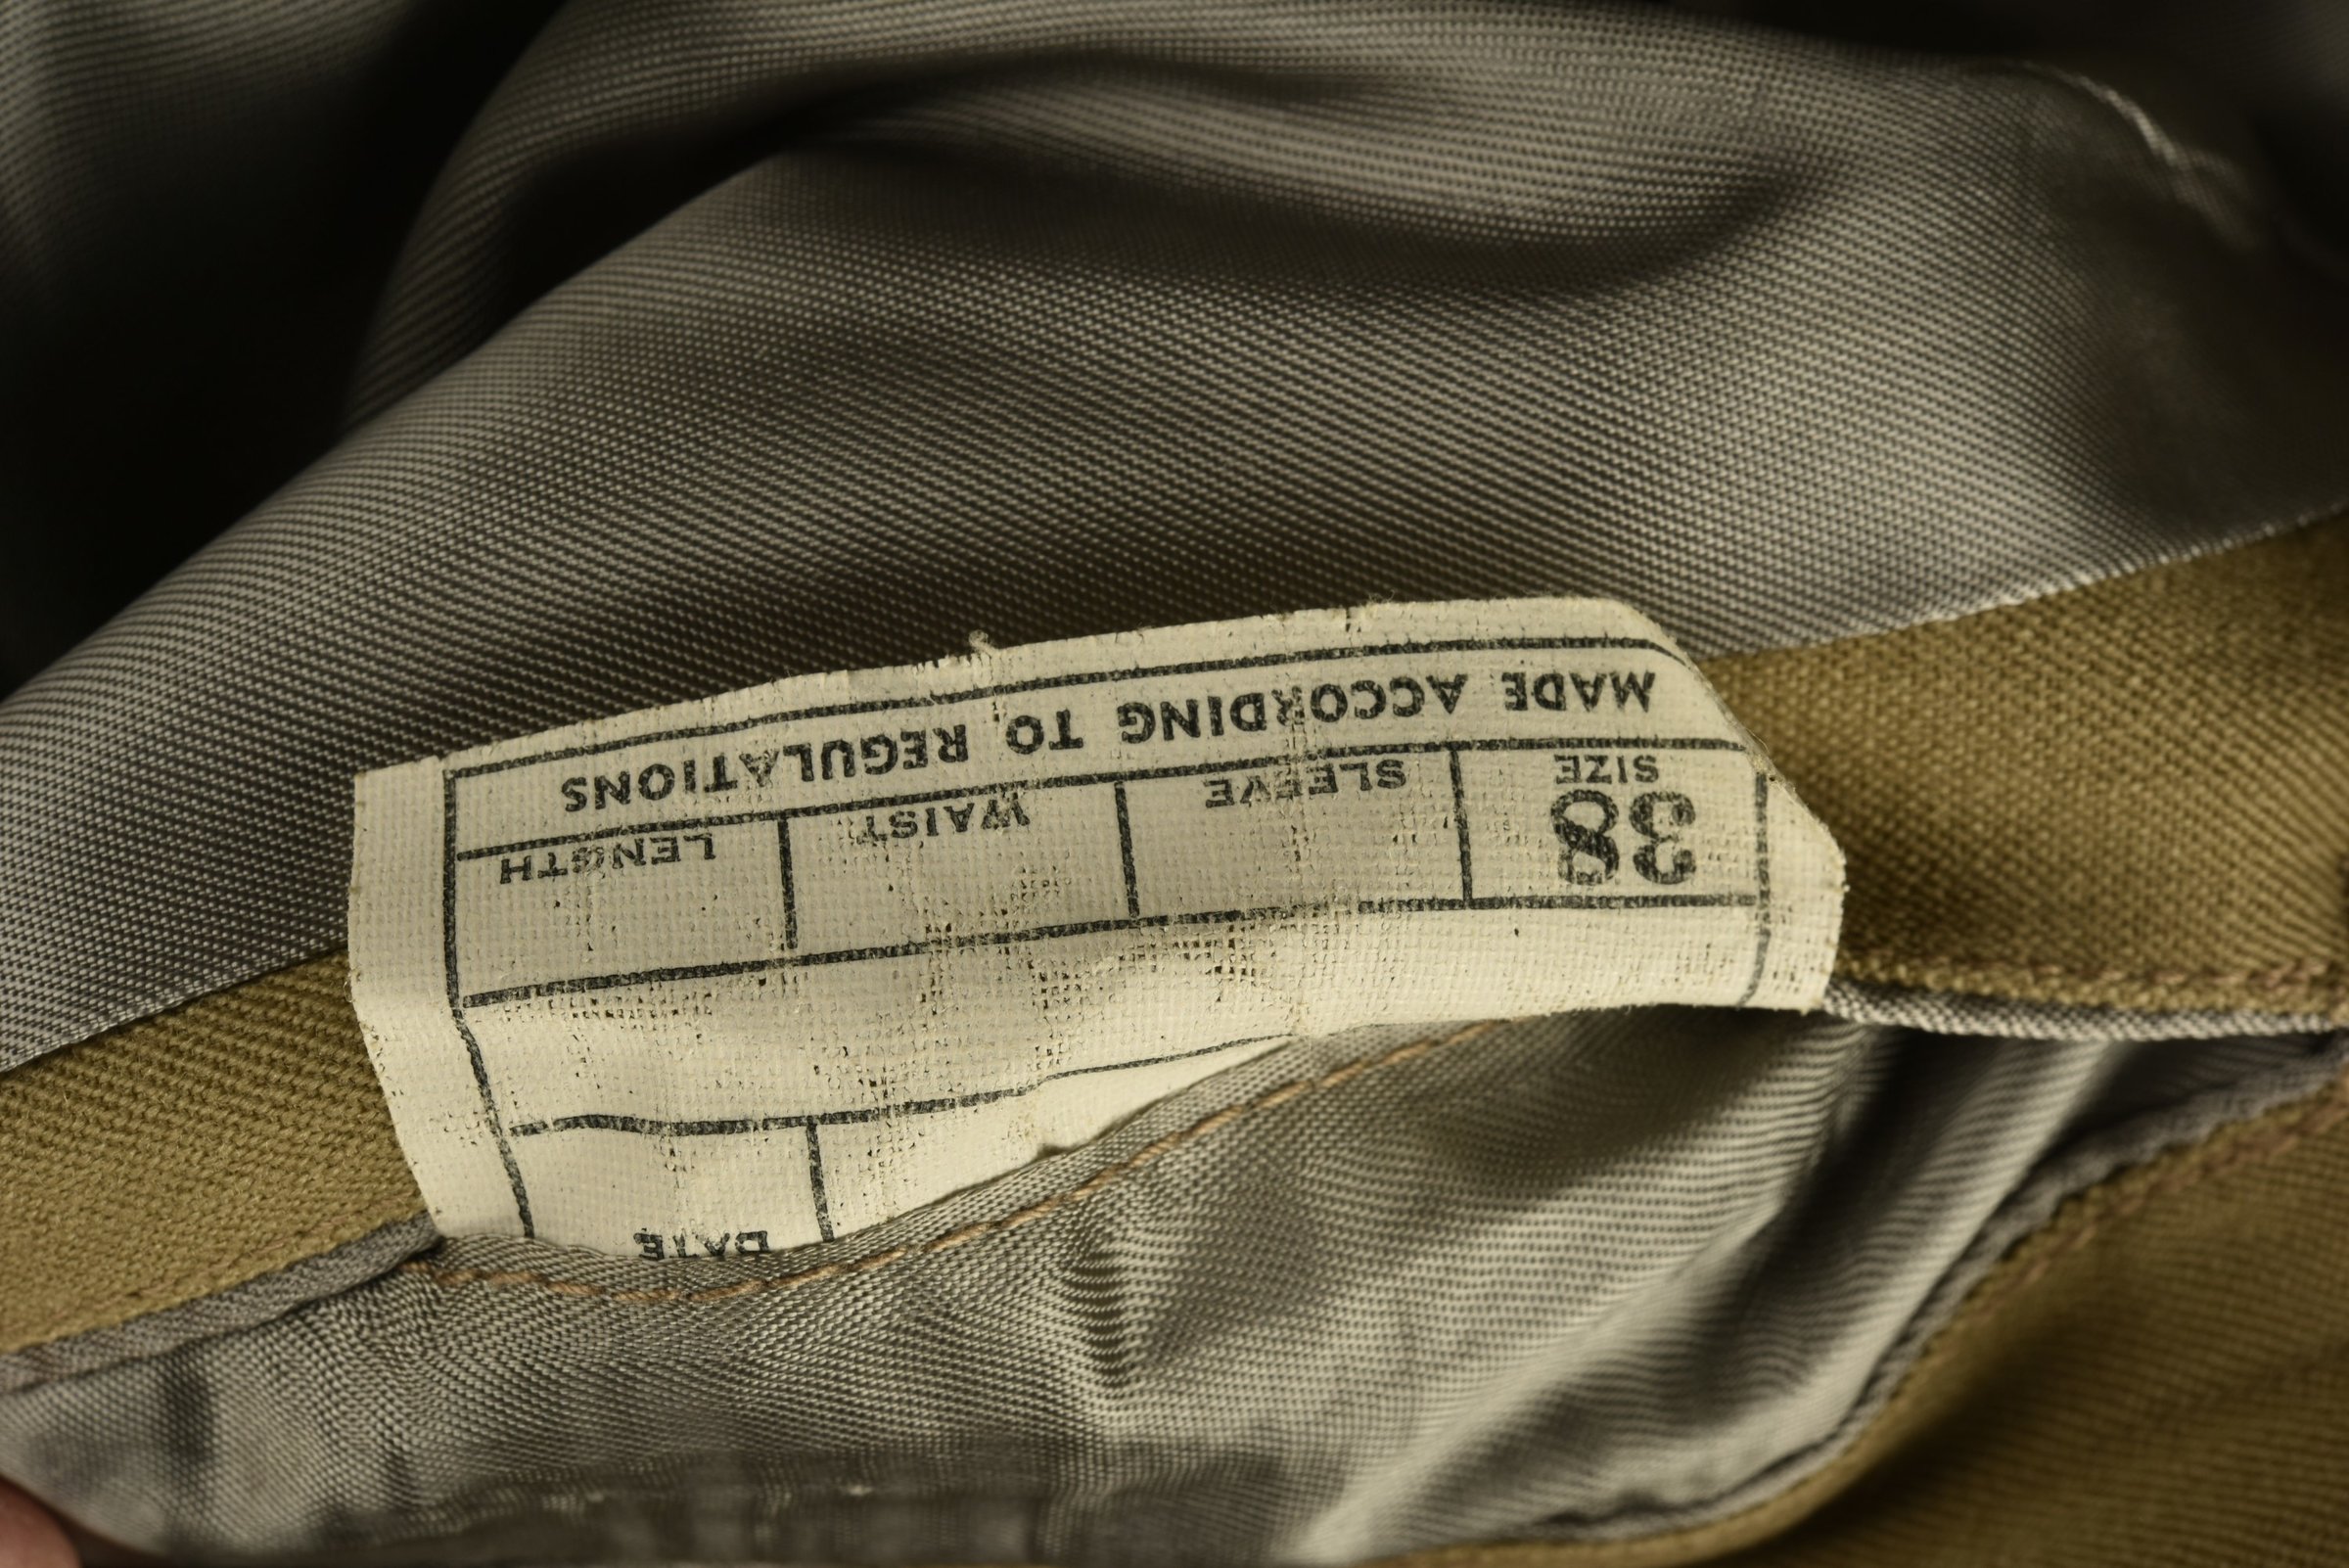 DATE
38
SIZE SLEEVE WAIST LENGTH
MADE ACCORDING TO REGULATIONS